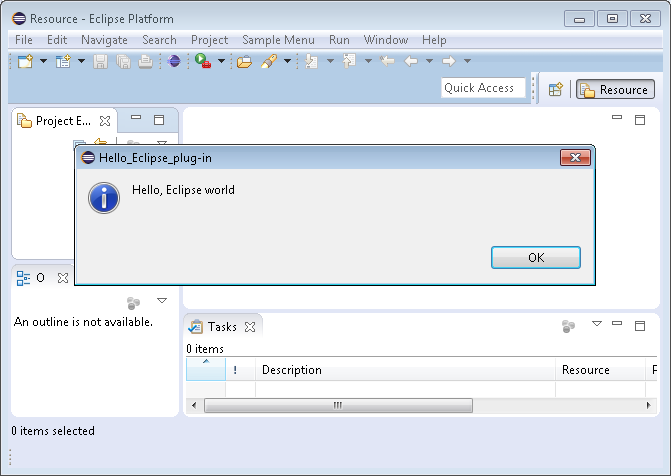 Resource - Eclipse Platform
File Edit Navigate Search Project Sample Menu Run Window Help
Quick Access
Resource
Project E...
Hello_Eclipse_plug-in
Hello, Eclipse world
OK
O
An outline is not available.
Tasks
0 items
! Description Resource P
0 items selected